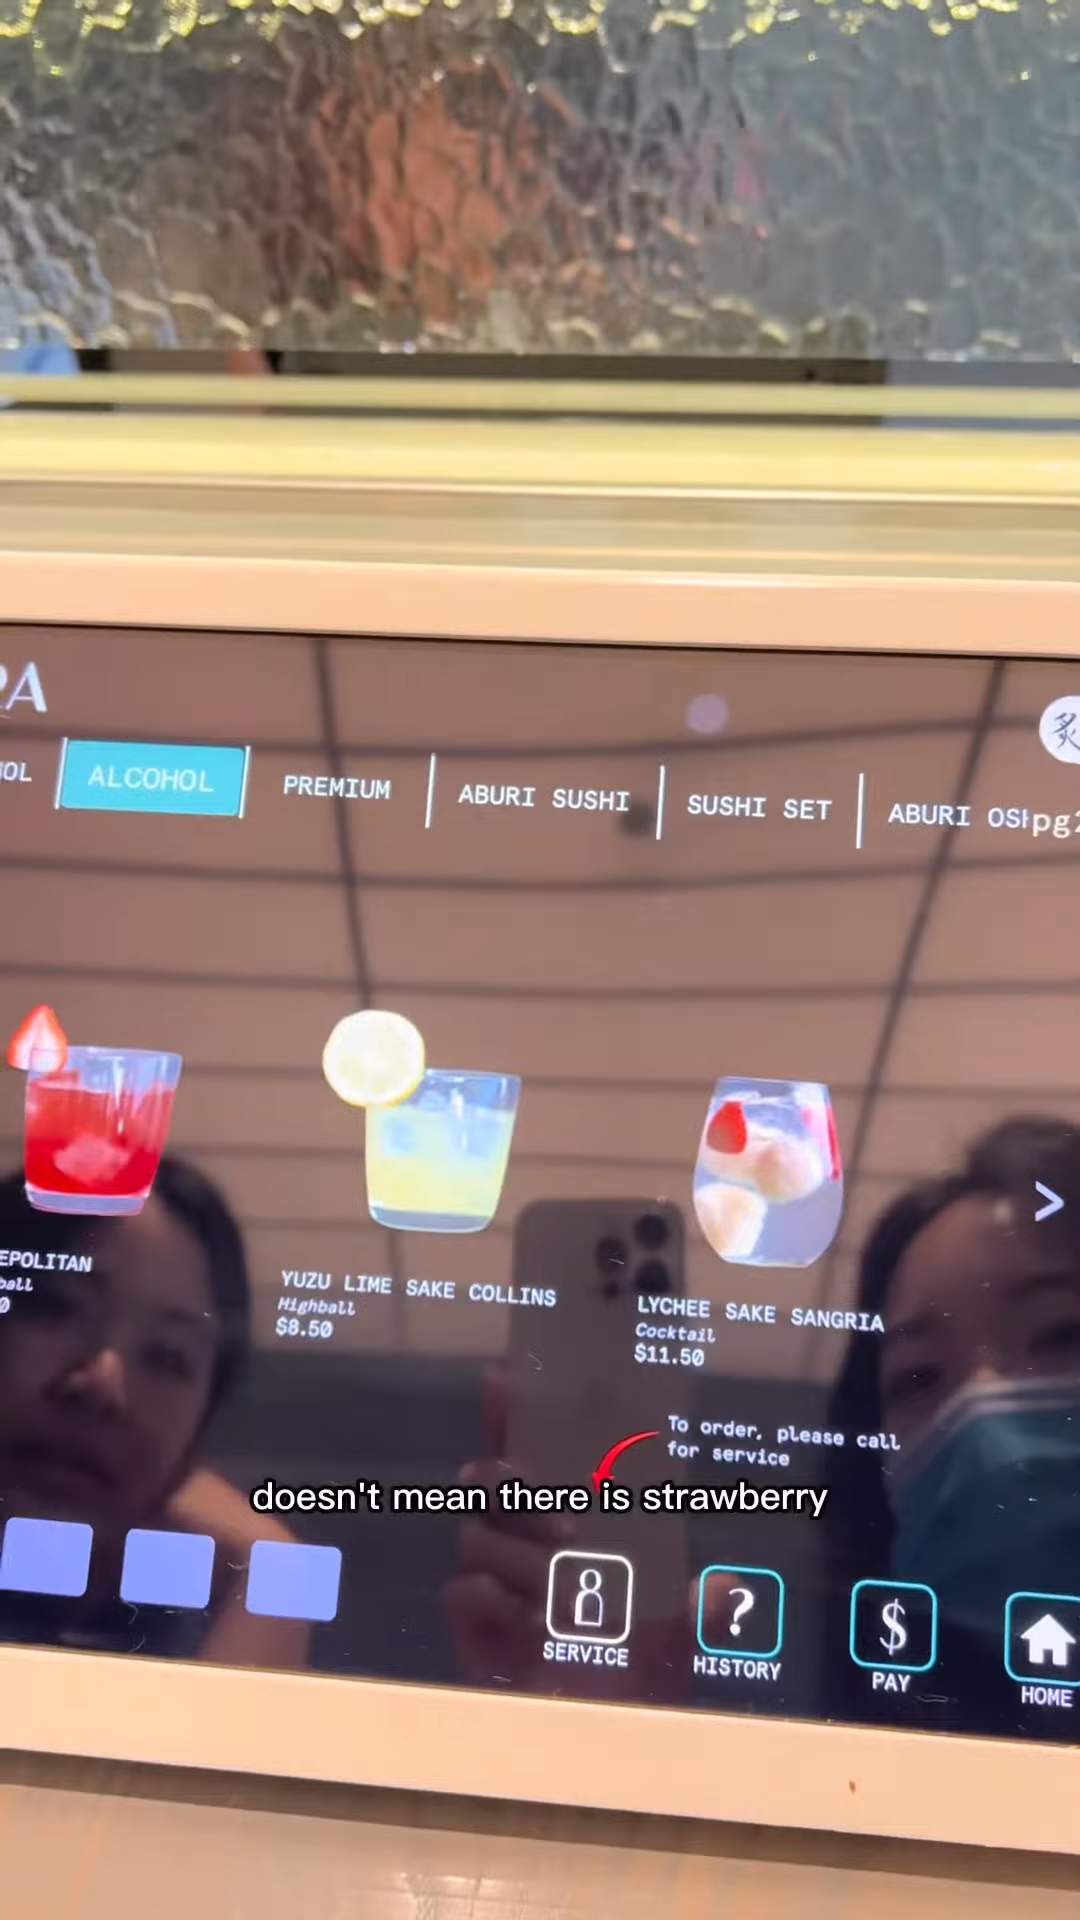 ALCOHOL
PREMIUM
ABURI SUSHI
SUSHI SET
ABURI
pg2
YUZU LIME SAKE COLLINS
Highball
$8.50
LYCHEE SAKE SANGRIA
Cocktail
$11.50
To order, please call
for service
doesn't mean there is strawberry
SERVICE
HISTORY
PAY
HOME